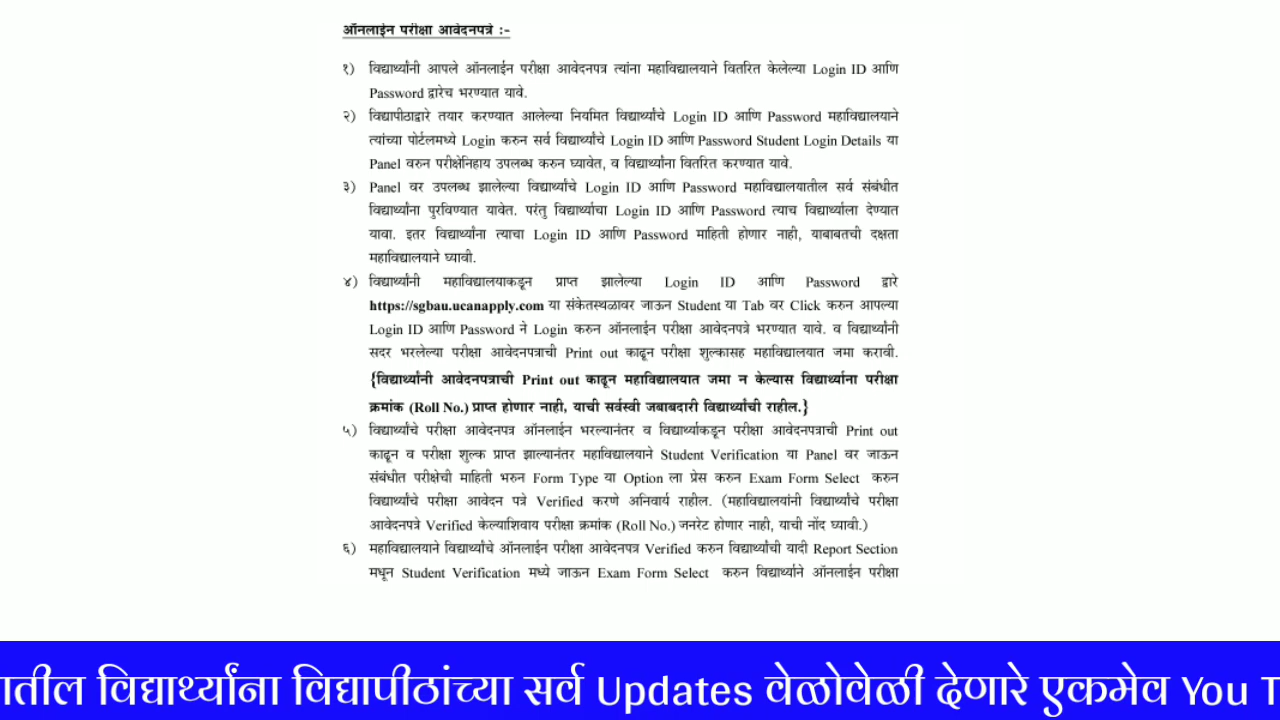 ऑनलाईन परीक्षा आवेदनपत्रे :-
१) विद्यार्थ्यांनी आपले ऑनलाईन परीक्षा आवेदनपत्र त्यांना महाविद्यालयाने वितरित केलेल्या Login ID आणि
Password द्वारेच भरण्यात यावे.
२) विद्यापीठाद्वारे तयार करण्यात आलेल्या नियमित विद्यार्थ्यांचे Login ID आणि Password महाविद्यालयाने
त्यांच्या पोर्टलमध्ये Login करुन सर्व विद्यार्थ्यांचे Login ID आणि Password Student Login Details या
Panel वरुन परीक्षेनिहाय उपलब्ध करुन घ्यावेत, व विद्यार्थ्यांना वितरित करण्यात यावे.
३) Panel वर उपलब्ध झालेल्या विद्यार्थ्यांचे Login ID आणि Password महाविद्यालयातील सर्व संबंधीत
विद्यार्थ्यांना पुरविण्यात यावेत. परंतु विद्यार्थ्याचा Login ID आणि Password त्याच विद्यार्थ्याला देण्यात
यावा. इतर विद्यार्थ्यांना त्याचा Login ID आणि Password माहिती होणार नाही, याबाबतची दक्षता
महाविद्यालयाने घ्यावी.
४) विद्यार्थ्यांनी महाविद्यालयाकडून प्राप्त झालेल्या Login ID आणि Password द्वारे
https://sgbau.ucanapply.com या संकेतस्थळावर जाऊन Student या Tab वर Click करुन आपल्या
Login ID आणि Password ने Login करुन ऑनलाईन परीक्षा आवेदनपत्रे भरण्यात यावे. व विद्यार्थ्यांनी
सदर भरलेल्या परीक्षा आवेदनपत्राची Print out काढून परीक्षा शुल्कासह महाविद्यालयात जमा करावी.
{विद्यार्थ्यांनी आवेदनपत्राची Print out काढून महाविद्यालयात जमा न केल्यास विद्यार्थ्यांना परीक्षा
क्रमांक (Roll No.) प्राप्त होणार नाही, याची सर्वस्वी जबाबदारी विद्यार्थ्यांची राहील.}
५) विद्यार्थ्यांचे परीक्षा आवेदनपत्र ऑनलाईन भरल्यानंतर व विद्यार्थ्यांकडून परीक्षा आवेदनपत्राची Print out
काढून व परीक्षा शुल्क प्राप्त झाल्यानंतर महाविद्यालयाने Student Verification या Panel वर जाऊन
संबंधीत परीक्षेची माहिती भरुन Form Type या Option ला प्रेस करुन Exam Form Select करुन
विद्यार्थ्यांचे परीक्षा आवेदन पत्रे Verified करणे अनिवार्य राहील. (महाविद्यालयांनी विद्यार्थ्यांचे परीक्षा
आवेदनपत्रे Verified केल्याशिवाय परीक्षा क्रमांक (Roll No.) जनरेट होणार नाही, याची नोंद घ्यावी.)
६) महाविद्यालयाने विद्यार्थ्यांचे ऑनलाईन परीक्षा आवेदनपत्र Verified करुन विद्यार्थ्यांची यादी Report Section
मधून Student Verification मध्ये जाऊन Exam Form Select करुन विद्यार्थ्याने ऑनलाईन परीक्षा
ातील विद्यार्थ्यांना विद्यापीठांच्या सर्व Updates वेळोवेळी देणारे एकमेव You T